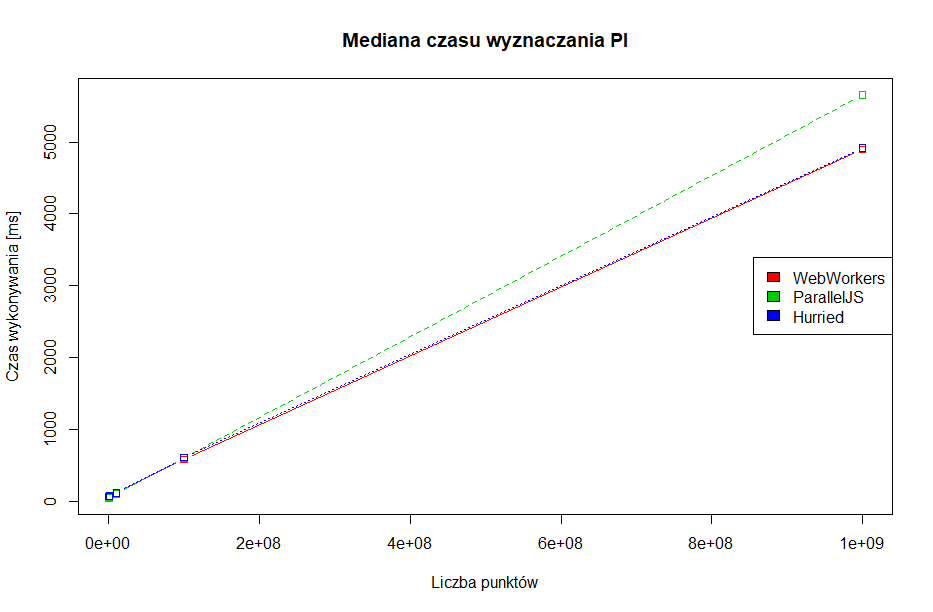 Mediana czasu wyznaczania PI
Czas wykonywania [ms]
5000
4000
3000
2000
1000
0
WebWorkers
ParallelJS
Hurried
0e+00 2e+08 4e+08 6e+08 8e+08 1e+09
Liczba punktów